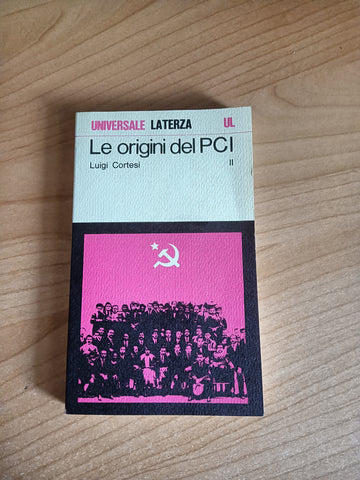 UNIVERSALE LATERZA UL
Le origini del PCI
Luigi Cortesi II